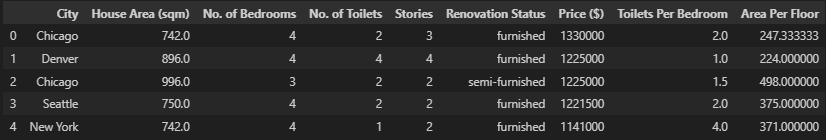 City House Area (sqm) No. of Bedrooms No. of Toilets Stories Renovation Status Price ($) Toilets Per Bedroom Area Per Floor
0 Chicago 742.0 4 2 3 furnished 1330000 2.0 247.333333
1 Denver 896.0 4 4 4 furnished 1225000 1.0 224.000000
2 Chicago 996.0 3 2 2 semi-furnished 1225000 1.5 498.000000
3 Seattle 750.0 4 2 2 furnished 1221500 2.0 375.000000
4 New York 742.0 4 1 2 furnished 1141000 4.0 371.000000